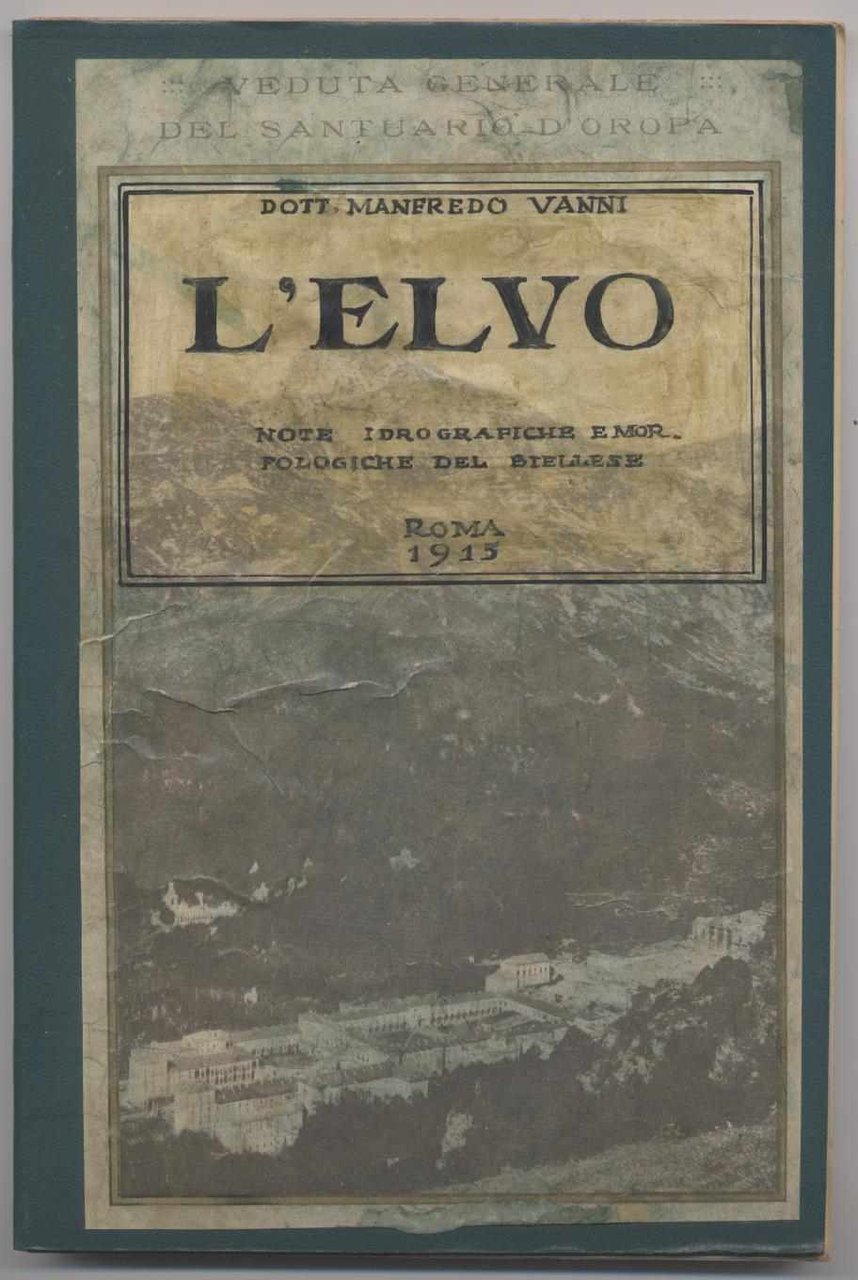 VEDUTA GENERALE
DEL SANTUARIO D'OROPA
DOTT. MANFREDO VANNI
L'ELVO
NOTE IDROGRAFICHE E MOR-
FOLOGICHE DEL BIELLESE
ROMA
1915